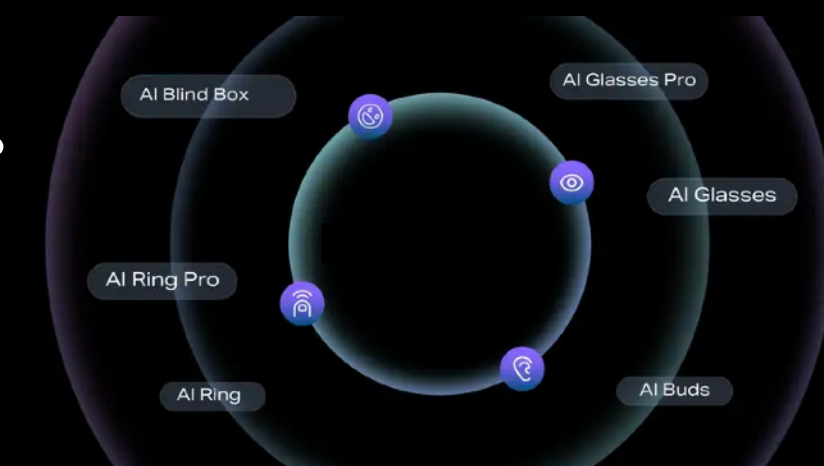 AI Blind Box
AI Glasses Pro
AI Glasses
AI Ring Pro
AI Ring
AI Buds